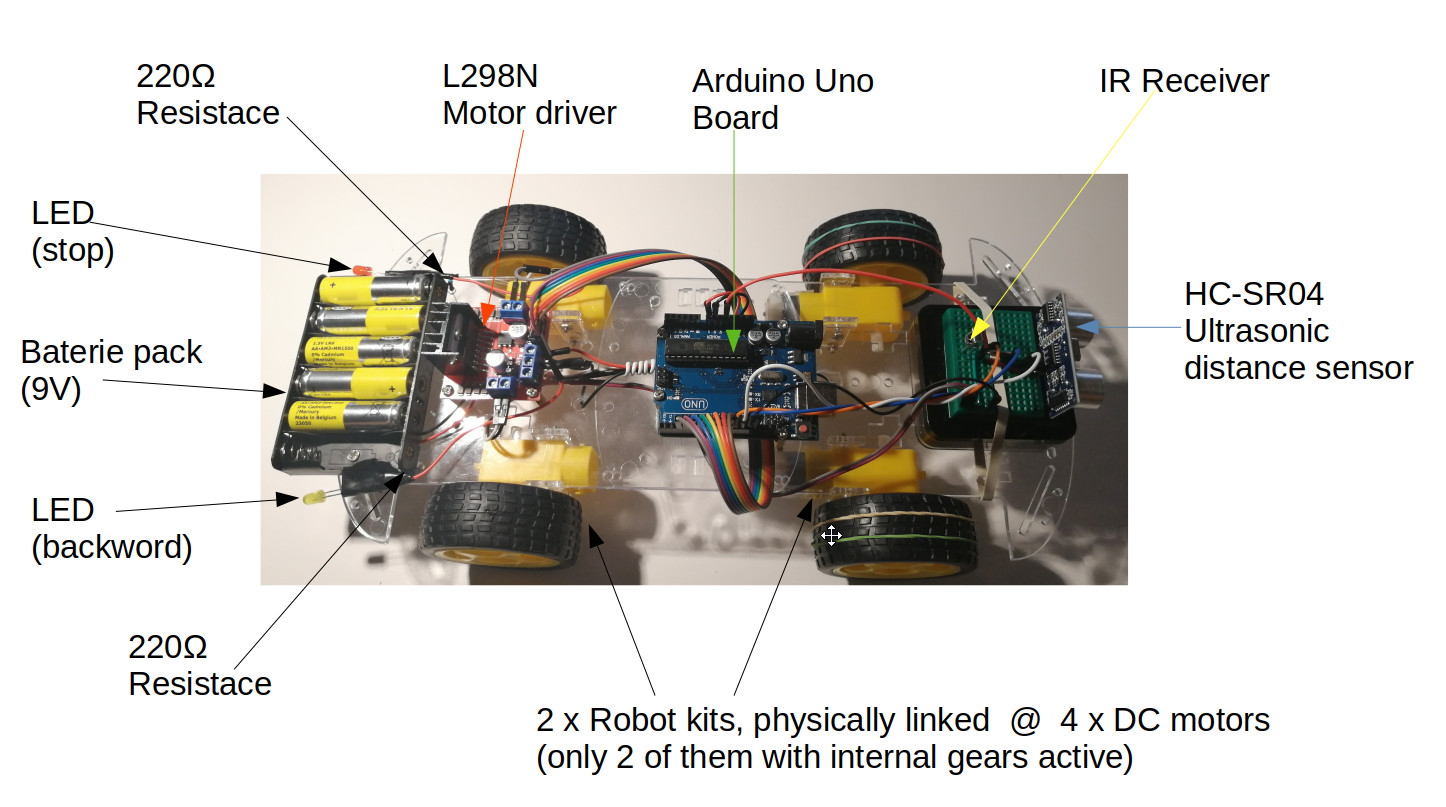 220Ω
Resistace
L298N
Motor driver
Arduino Uno
Board
IR Receiver
LED
(stop)
HC-SR04
Ultrasonic
distance sensor
Baterie pack
(9V)
UNO
LED
(backword)
220Ω
Resistace
2 x Robot kits, physically linked @ 4 x DC motors
(only 2 of them with internal gears active)